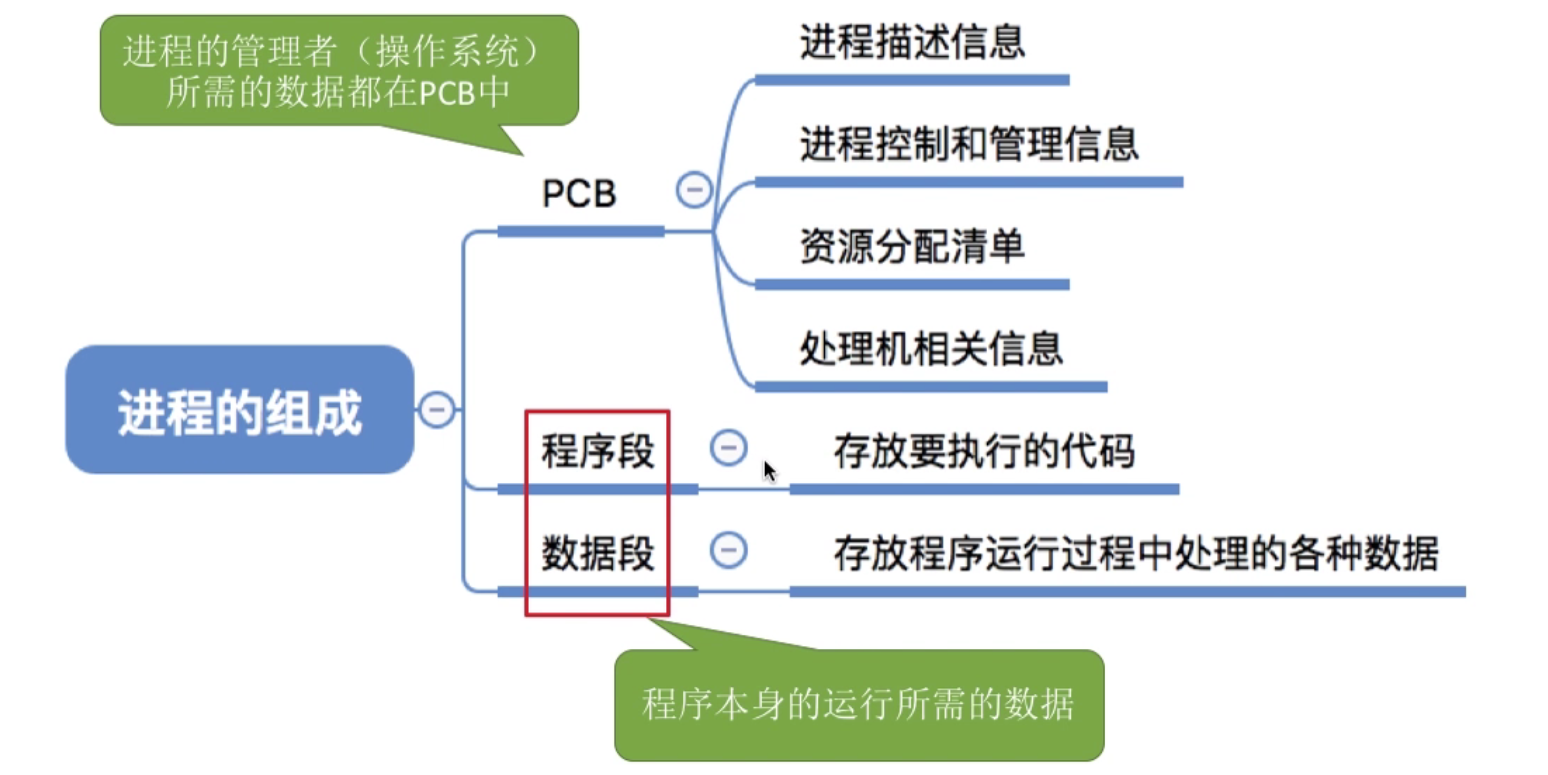 进程的管理者（操作系统）
所需的数据都在PCB中
进程描述信息
进程控制和管理信息
PCB
资源分配清单
处理机相关信息
进程的组成
程序段
存放要执行的代码
数据段
存放程序运行过程中处理的各种数据
程序本身的运行所需的数据